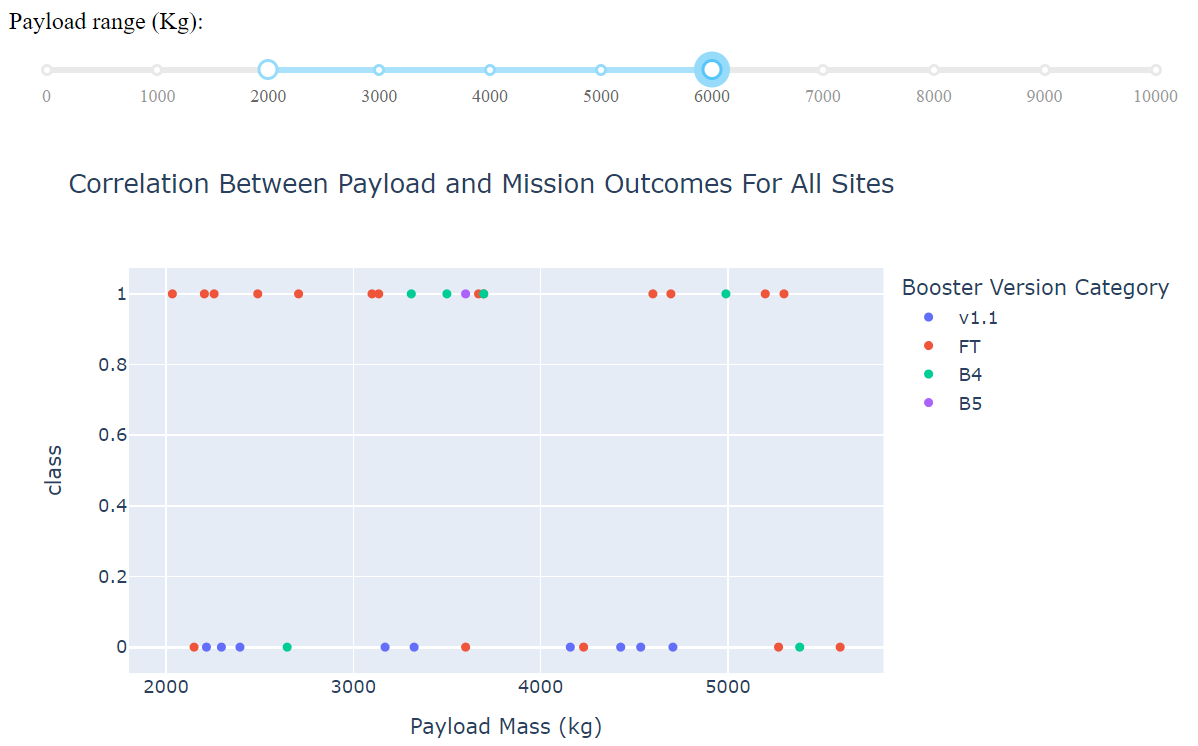 Payload range (Kg):
0 1000 2000 3000 4000 5000 6000 7000 8000 9000 10000
Correlation Between Payload and Mission Outcomes For All Sites
Booster Version Category
v1.1
FT
B4
B5
class
1
0.8
0.6
0.4
0.2
0
2000 3000 4000 5000
Payload Mass (kg)